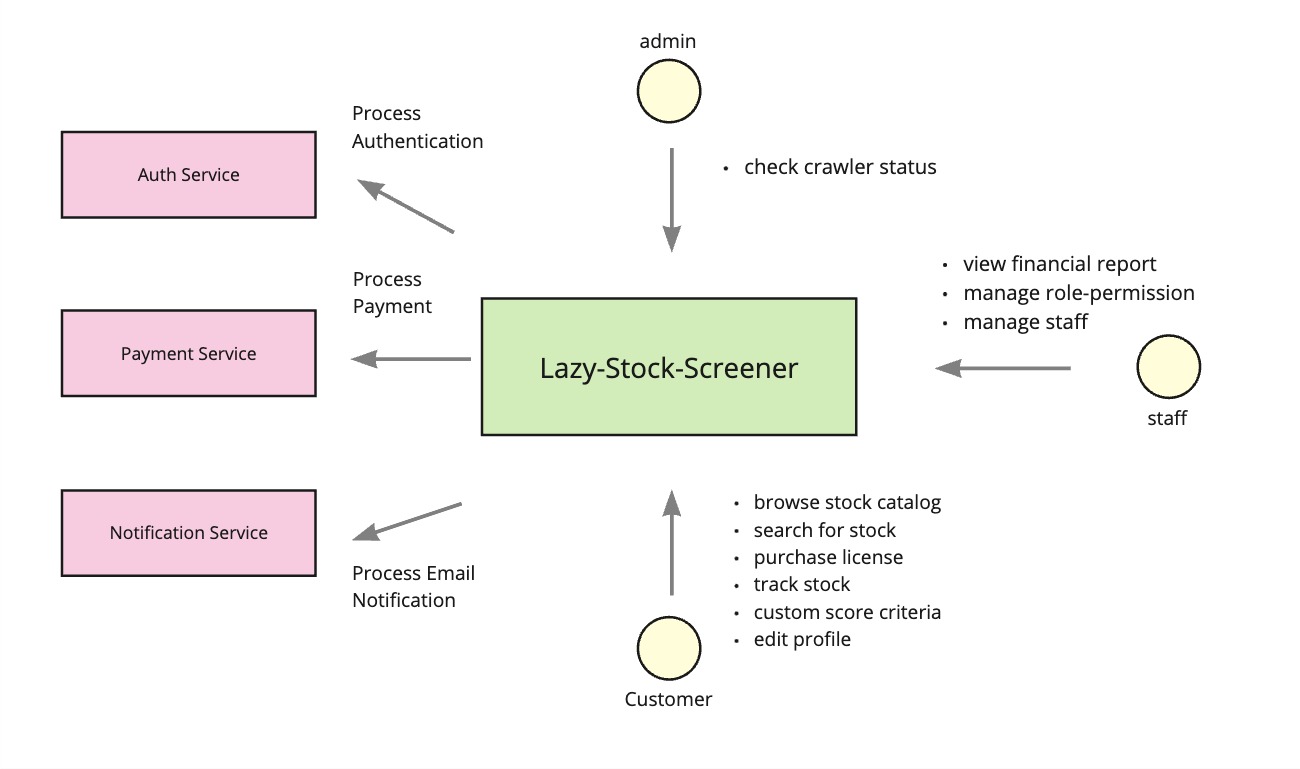 admin
Process
Authentication
Auth Service
• check crawler status
• view financial report
• manage role-permission
• manage staff
Process
Payment
Payment Service
Lazy-Stock-Screener
staff
Notification Service
Process Email
Notification
• browse stock catalog
• search for stock
• purchase license
• track stock
• custom score criteria
• edit profile
Customer